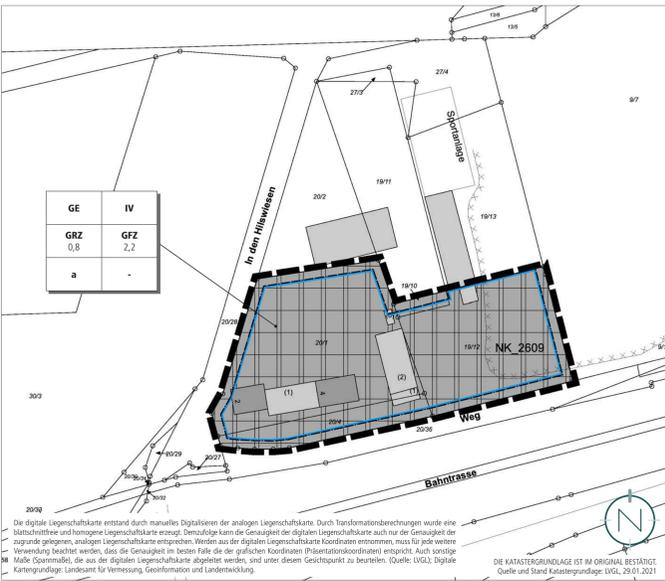 13/6
13/5
27/4
27/3
9/7
Sportanlage
19/11
20/2
19/13
In den Hilswiesen
GE IV
GRZ GFZ
0,8 2,2
a -
19/10
20/28
20/1
19/12
NK_2609
30/3
2
(1)
4
(2)
(1)
20/4
20/36
Weg
20/29
20/27
20/32
Bahntrasse
N
Die digitale Liegenschaftskarte entstand durch manuelles Digitalisieren der analogen Liegenschaftskarte. Durch Transformationsberechnungen wurde eine
blattschnittfreie und homogene Liegenschaftskarte erzeugt. Demzufolge kann die Genauigkeit der digitalen Liegenschaftskarte auch nur der Genauigkeit der
zugrunde gelegenen, analogen Liegenschaftskarte entsprechen. Werden aus der digitalen Liegenschaftskarte Koordinaten entnommen, muss für jede weitere
Verwendung beachtet werden, dass die Genauigkeit im besten Falle die der grafischen Koordinaten (Präsentationskoordinaten) entspricht. Auch sonstige
Maße (Spannmaße), die aus der digitalen Liegenschaftskarte abgeleitet werden, sind unter diesem Gesichtspunkt zu beurteilen. (Quelle: LVGL); Digitale
Kartengrundlage: Landesamt für Vermessung, Geoinformation und Landentwicklung.
DIE KATASTERGRUNDLAGE IST IM ORIGINAL BESTÄTIGT.
Quelle und Stand Katastergrundlage: LVGL, 29.01.2021